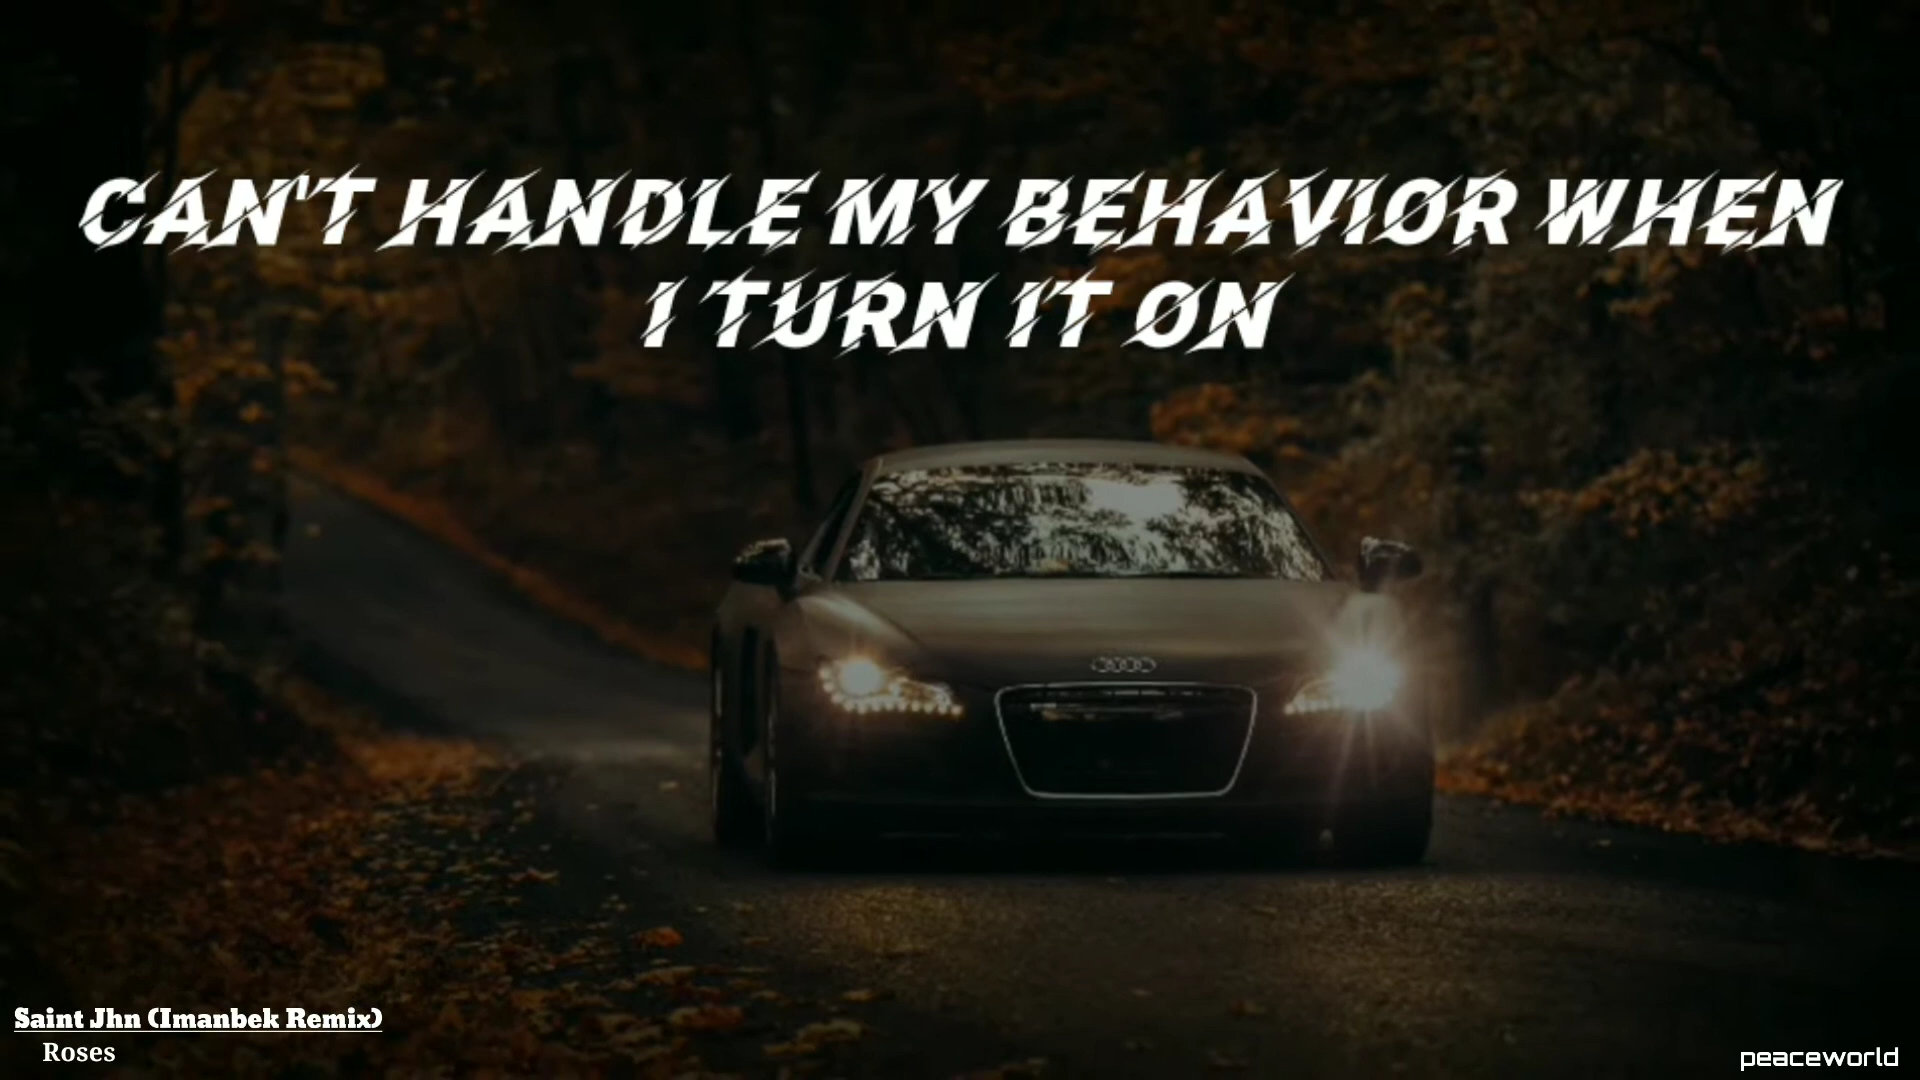 CAN'T HANDLE MY BEHAVIOR WHEN
I TURN IT ON
Saint Jhn (Imanbek Remix)
Roses
peaceworld